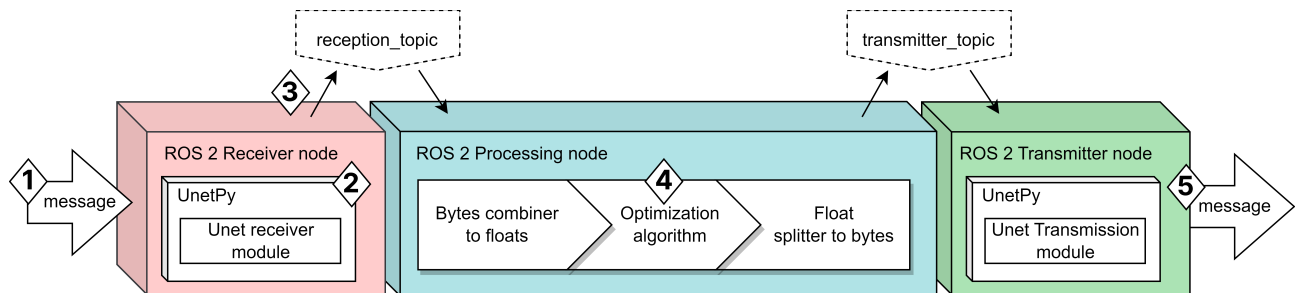 reception_topic
transmitter_topic
3
ROS 2 Receiver node
ROS 2 Processing node
ROS 2 Transmitter node
1
message
2
UnetPy
Unet receiver
module
4
Bytes combiner
to floats
Optimization
algorithm
Float
splitter to bytes
UnetPy
Unet Transmission
module
5
message